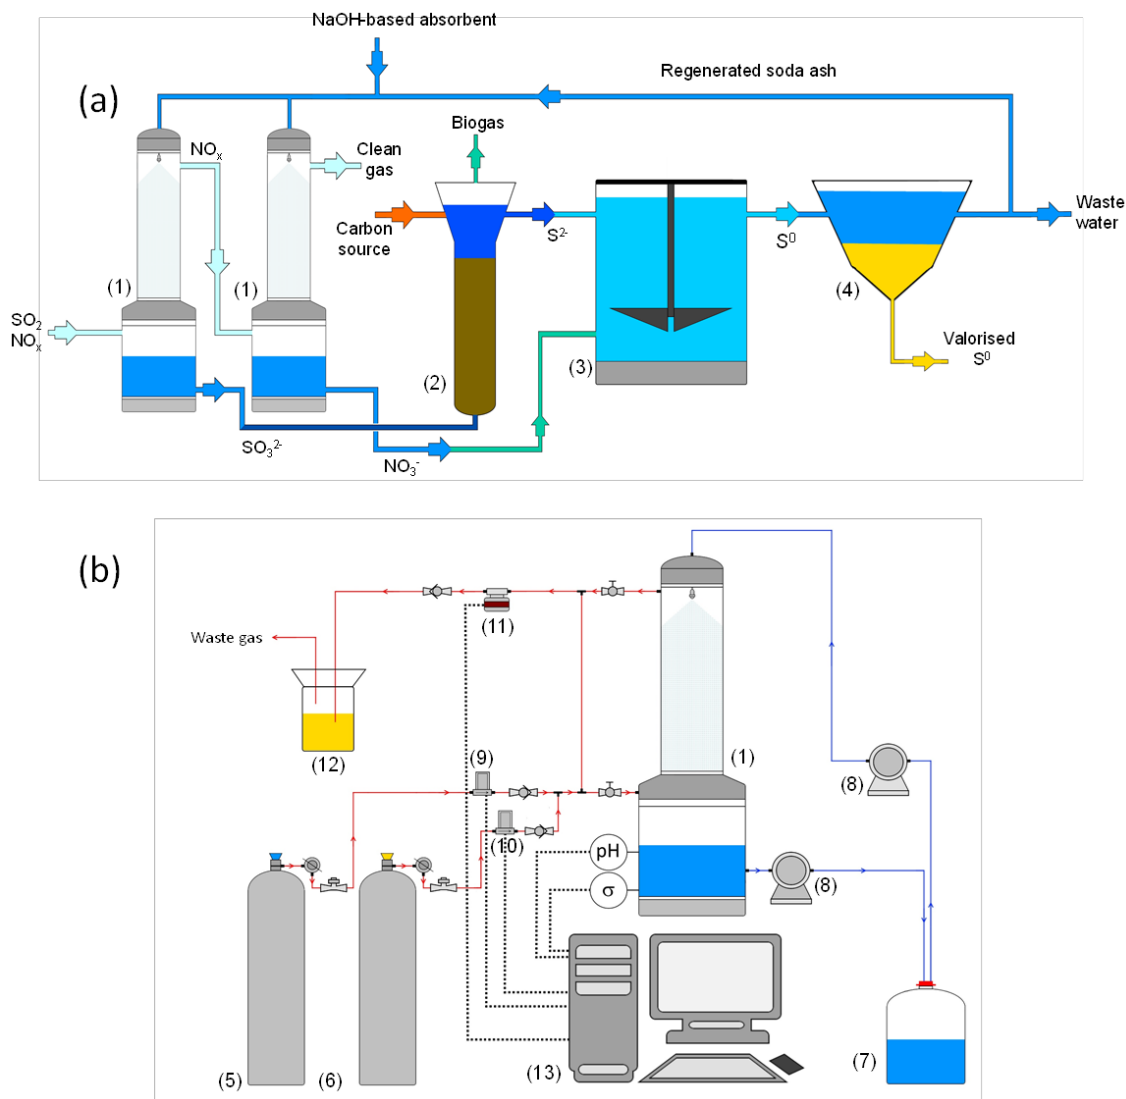 NaOH-based absorbent
Regenerated soda ash
(a)
Biogas
NOₓ
Clean
gas
Carbon
source
S²⁻
S⁰
Waste
water
(1)
(1)
(4)
SO₂
NOₓ
Valorised
S⁰
(2)
(3)
SO₃²⁻
NO₃⁻
(b)
(11)
Waste gas
(12)
(9)
(1)
(8)
(10)
pH
σ
(8)
(5)
(6)
(13)
(7)